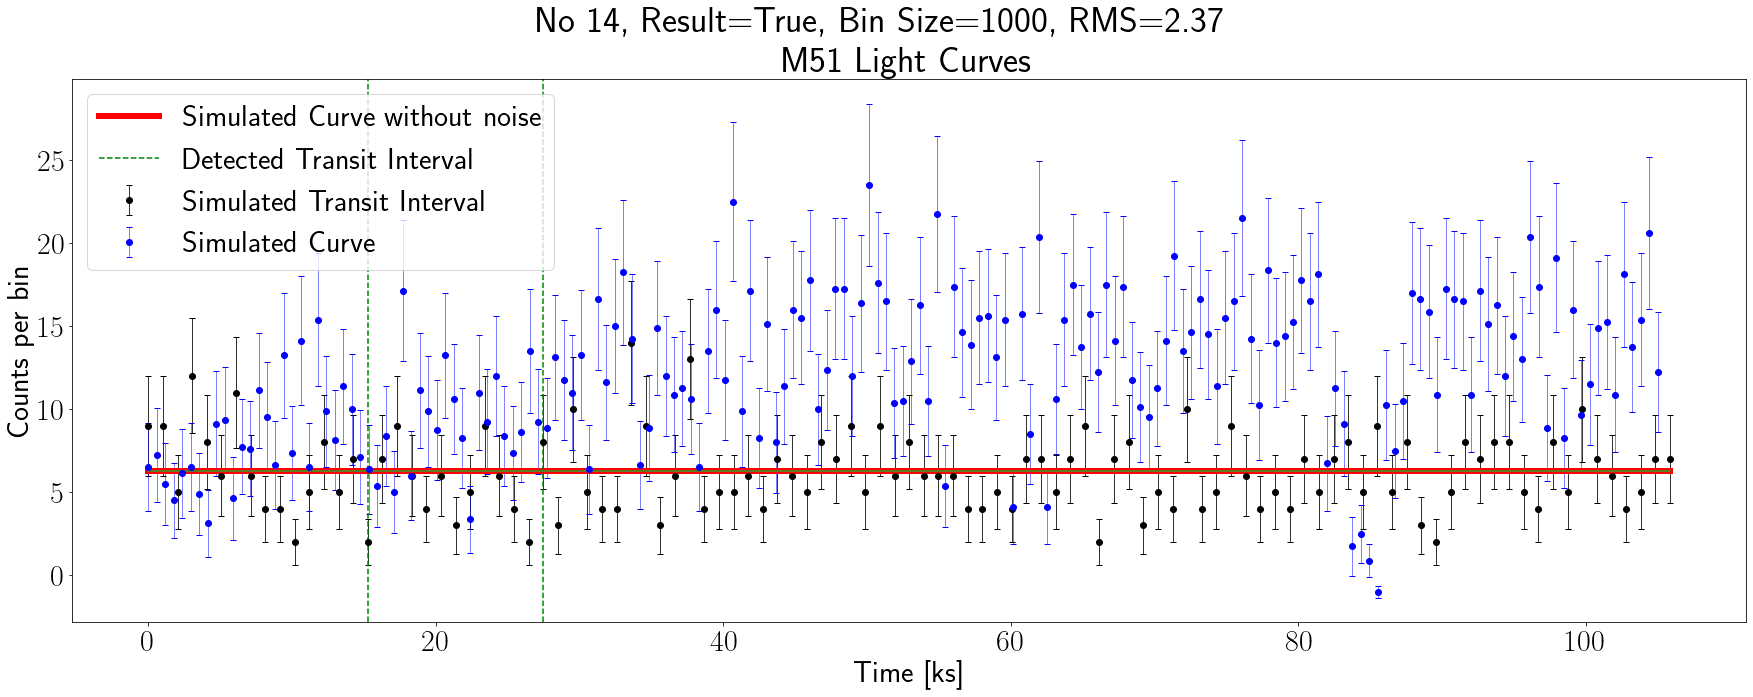 No 14, Result=True, Bin Size=1000, RMS=2.37
M51 Light Curves
Simulated Curve without noise
Detected Transit Interval
Simulated Transit Interval
Simulated Curve
Counts per bin
25
20
15
10
5
0
0 20 40 60 80 100
Time [ks]